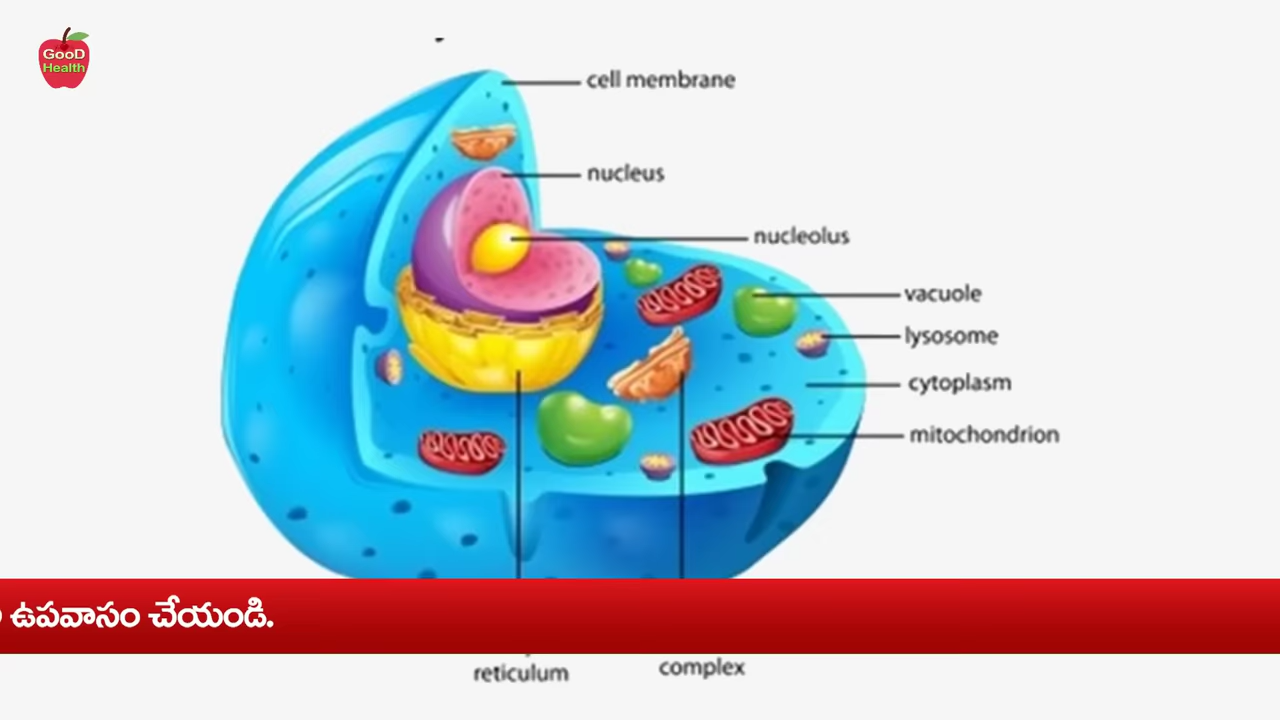 GooD
Health
cell membrane
nucleus
nucleolus
vacuole
lysosome
cytoplasm
mitochondrion
ఉపవాసం చేయండి.
reticulum
complex